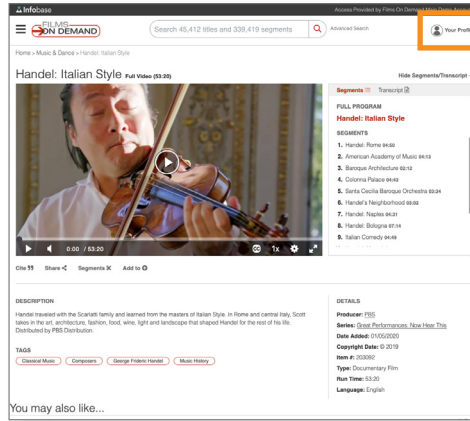 Infobase
Access Provided by Films On Demand
FILMS
ON DEMAND
Search 45,412 titles and 339,419 segments
Advanced Search
Your Profi
Home › Music & Dance › Handel: Italian Style
Handel: Italian Style Full Video (53:20)
Hide Segments/Transcript
Segments
Transcript
FULL PROGRAM
Handel: Italian Style
SEGMENTS
1. Handel: Rome 04:50
2. American Academy of Music 04:13
3. Baroque Architecture 02:12
4. Colonna Palace 04:43
5. Santa Cecilia Baroque Orchestra 03:34
6. Handel's Neighborhood 03:03
7. Handel: Naples 04:31
8. Handel: Bologna 07:14
9. Italian Comedy 04:49
0:00 / 53:20
CC
1x
Cite
Share
Segments
Add to
DESCRIPTION
Handel traveled with the Scarlatti family and learned from the masters of Italian Style. In Rome and central Italy, Scott
takes in the art, architecture, fashion, food, wine, light and landscape that shaped Handel for the rest of his life.
Distributed by PBS Distribution.
TAGS
Classical Music
Composers
George Frideric Handel
Music History
DETAILS
Producer: PBS
Series: Great Performances: Now Hear This
Date Added: 01/05/2020
Copyright Date: © 2019
Item #: 203092
Type: Documentary Film
Run Time: 53:20
Language: English
You may also like...